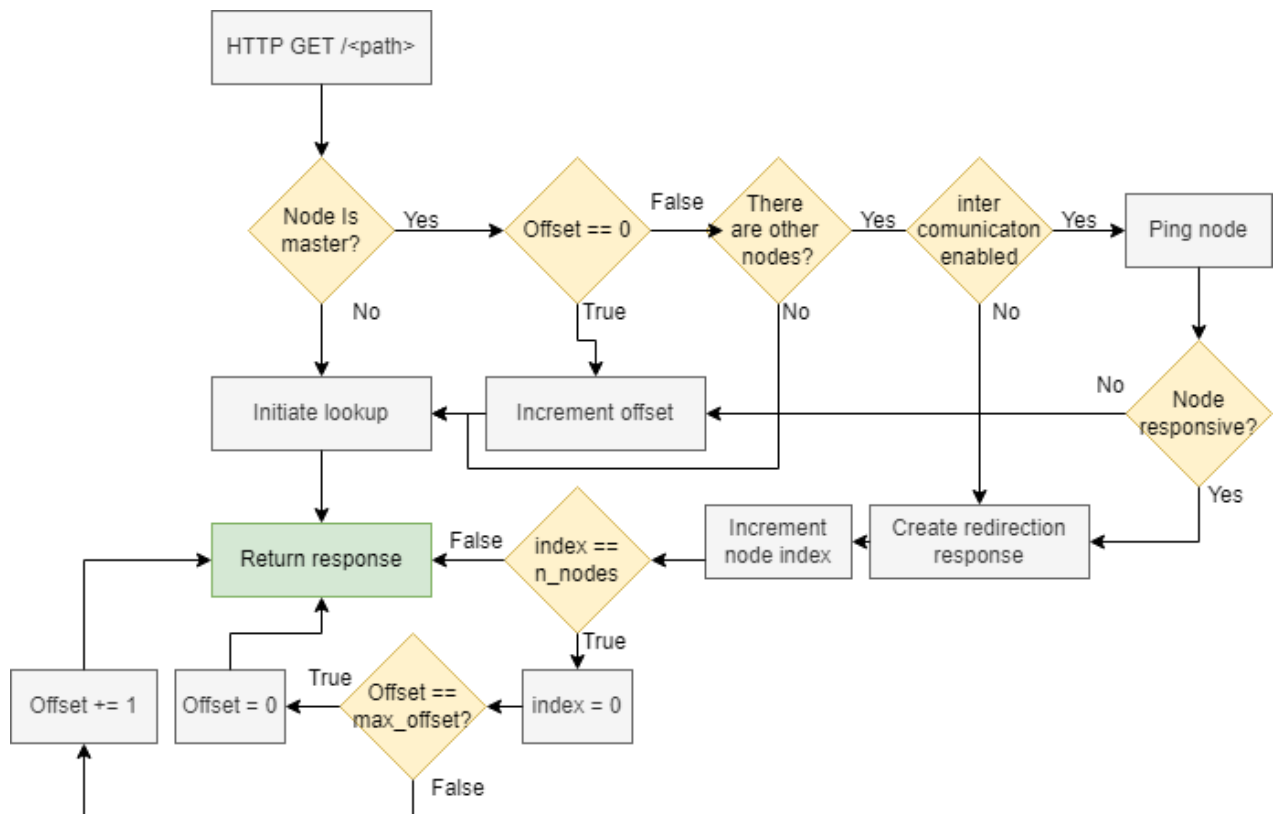 HTTP GET /<path>
Node Is
master?
Yes
Offset == 0
False
There
are other
nodes?
Yes
inter
comunicaton
enabled
Yes
Ping node
No
True
No
No
Initiate lookup
Increment offset
No
Node
responsive?
Yes
Return response
False
index ==
n_nodes
Increment
node index
Create redirection
response
True
Offset += 1
Offset = 0
True
Offset ==
max_offset?
index = 0
False